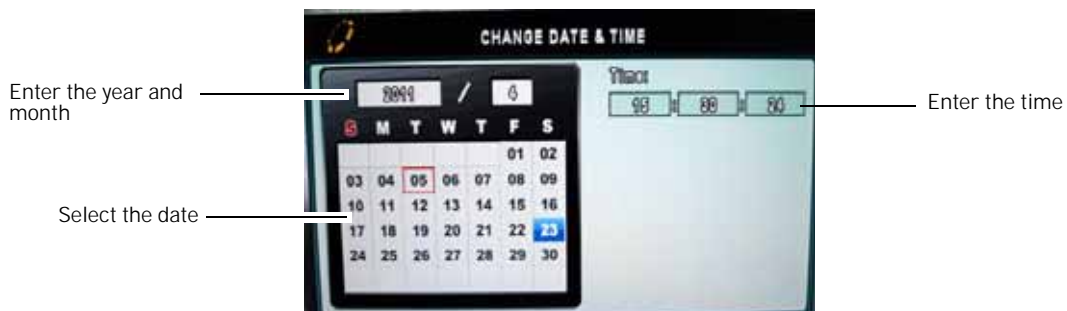 CHANGE DATE & TIME
Enter the year and
month
2011 /
Time:
Enter the time
S M T W T F S
01 02
03 04 05 06 07 08 09
10 11 12 13 14 15 16
Select the date
17 18 19 20 21 22 23
24 25 26 27 28 29 30